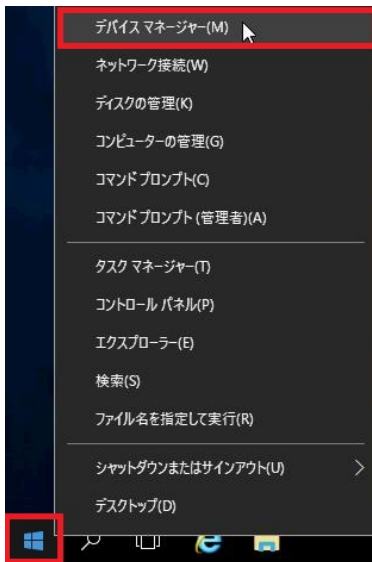 デバイス マネージャー(M)
ネットワーク接続(W)
ディスクの管理(K)
コンピューターの管理(G)
コマンド プロンプト(C)
コマンド プロンプト (管理者)(A)
タスク マネージャー(T)
コントロール パネル(P)
エクスプローラー(E)
検索(S)
ファイル名を指定して実行(R)
シャットダウンまたはサインアウト(U)
デスクトップ(D)